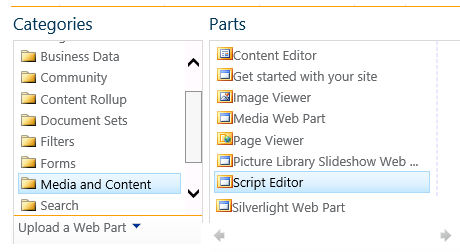 Categories
Business Data
Community
Content Rollup
Document Sets
Filters
Forms
Media and Content
Search
Upload a Web Part
Parts
Content Editor
Get started with your site
Image Viewer
Media Web Part
Page Viewer
Picture Library Slideshow Web ...
Script Editor
Silverlight Web Part